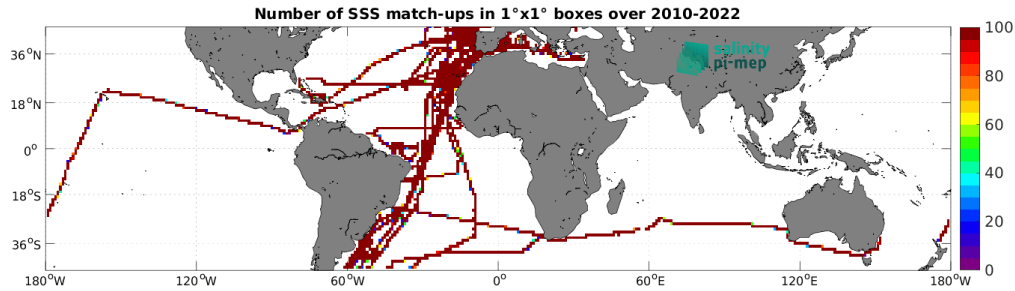 Number of SSS match-ups in 1°x1° boxes over 2010-2022
36°N
18°N
0°
18°S
36°S
180°W
120°W
60°W
0°
60°E
120°E
180°E
salinity
pi-mep
100
80
60
40
20
0